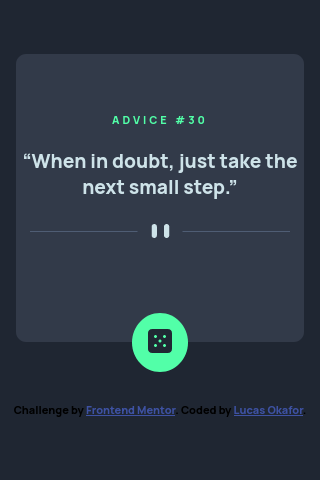 ADVICE #30
“When in doubt, just take the
next small step.”
Challenge by Frontend Mentor. Coded by Lucas Okafor.